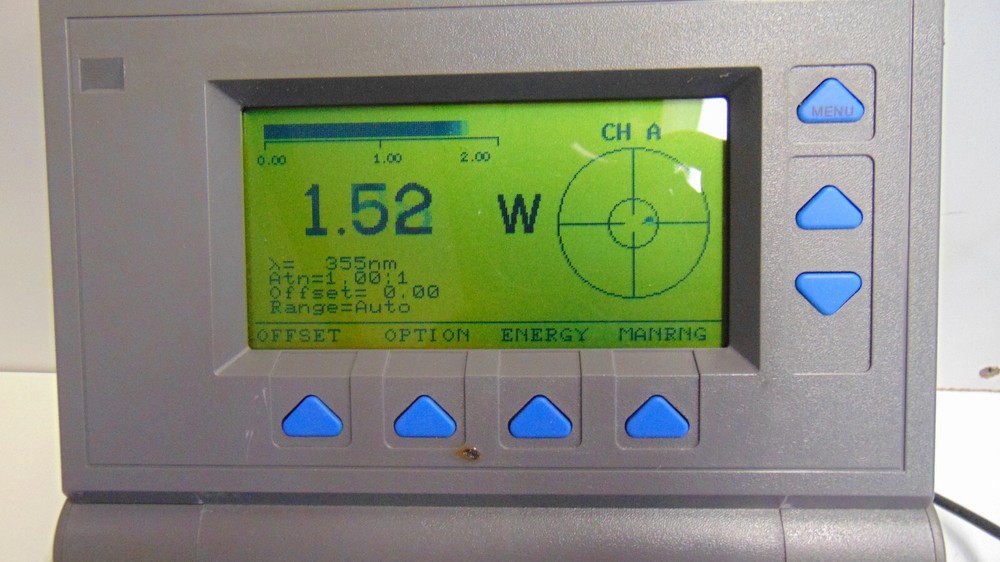 CH A
0.00 1.00 2.00
1.52 W
λ= 355nm
Atn=1.00:1
Offset= 0.00
Range=Auto
OFFSET OPTION ENERGY MANRNG
MENU